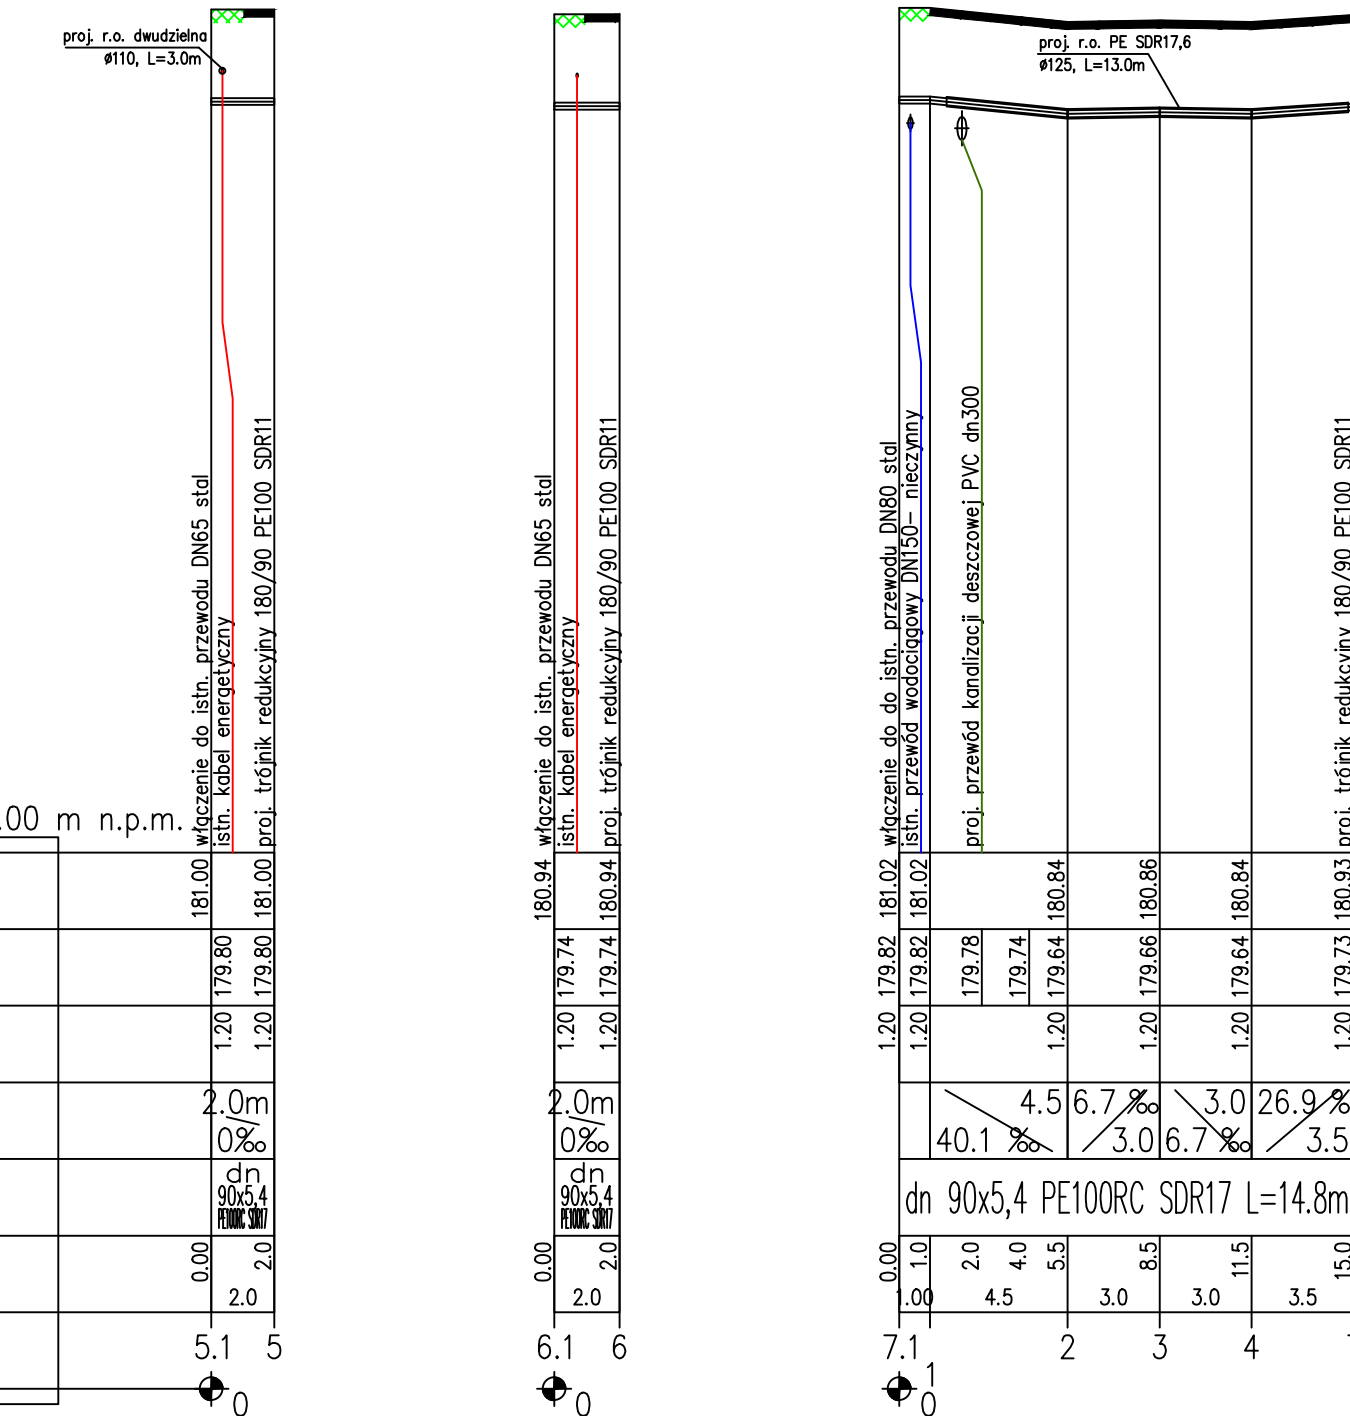 proj. r.o. dwudzielna
ø110, L=3.0m
proj. r.o. PE SDR17,6
ø125, L=13.0m
włączenie do istn. przewodu DN65 stal
istn. kabel energetyczny
proj. trójnik redukcyjny 180/90 PE100 SDR11
włączenie do istn. przewodu DN65 stal
istn. kabel energetyczny
proj. trójnik redukcyjny 180/90 PE100 SDR11
włączenie do istn. przewodu DN80 stal
istn. przewód wodociągowy DN150- nieczynny
proj. przewód kanalizacji deszczowej PVC dn300
proj. trójnik redukcyjny 180/90 PE100 SDR11
.00 m n.p.m.
181.00 181.00 180.94 180.94 181.02 181.02 180.84 180.86 180.84 180.93
179.80 179.80 179.74 179.74 179.82 179.82 179.78 179.74 179.64 179.66 179.64 179.73
1.20 1.20 1.20 1.20 1.20 1.20 1.20 1.20 1.20 1.20
2.0m 2.0m 4.5 6.7 ‰ 3.0 26.9 %
0‰ 0‰ 40.1 ‰ 3.0 6.7 ‰ 3.5
dn dn
90x5,4 90x5,4
PE100RC SDR17 PE100RC SDR17
dn 90x5,4 PE100RC SDR17 L=14.8m
0.00 2.0 0.00 2.0 0.00 1.0 2.0 4.0 5.5 8.5 11.5 15.0
2.0 2.0 1.00 4.5 3.0 3.0 3.5
5.1 5 6.1 6 7.1 1 2 3 4
0 0 0